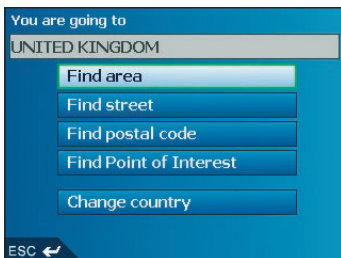 You are going to
UNITED KINGDOM
Find area
Find street
Find postal code
Find Point of Interest
Change country
ESC